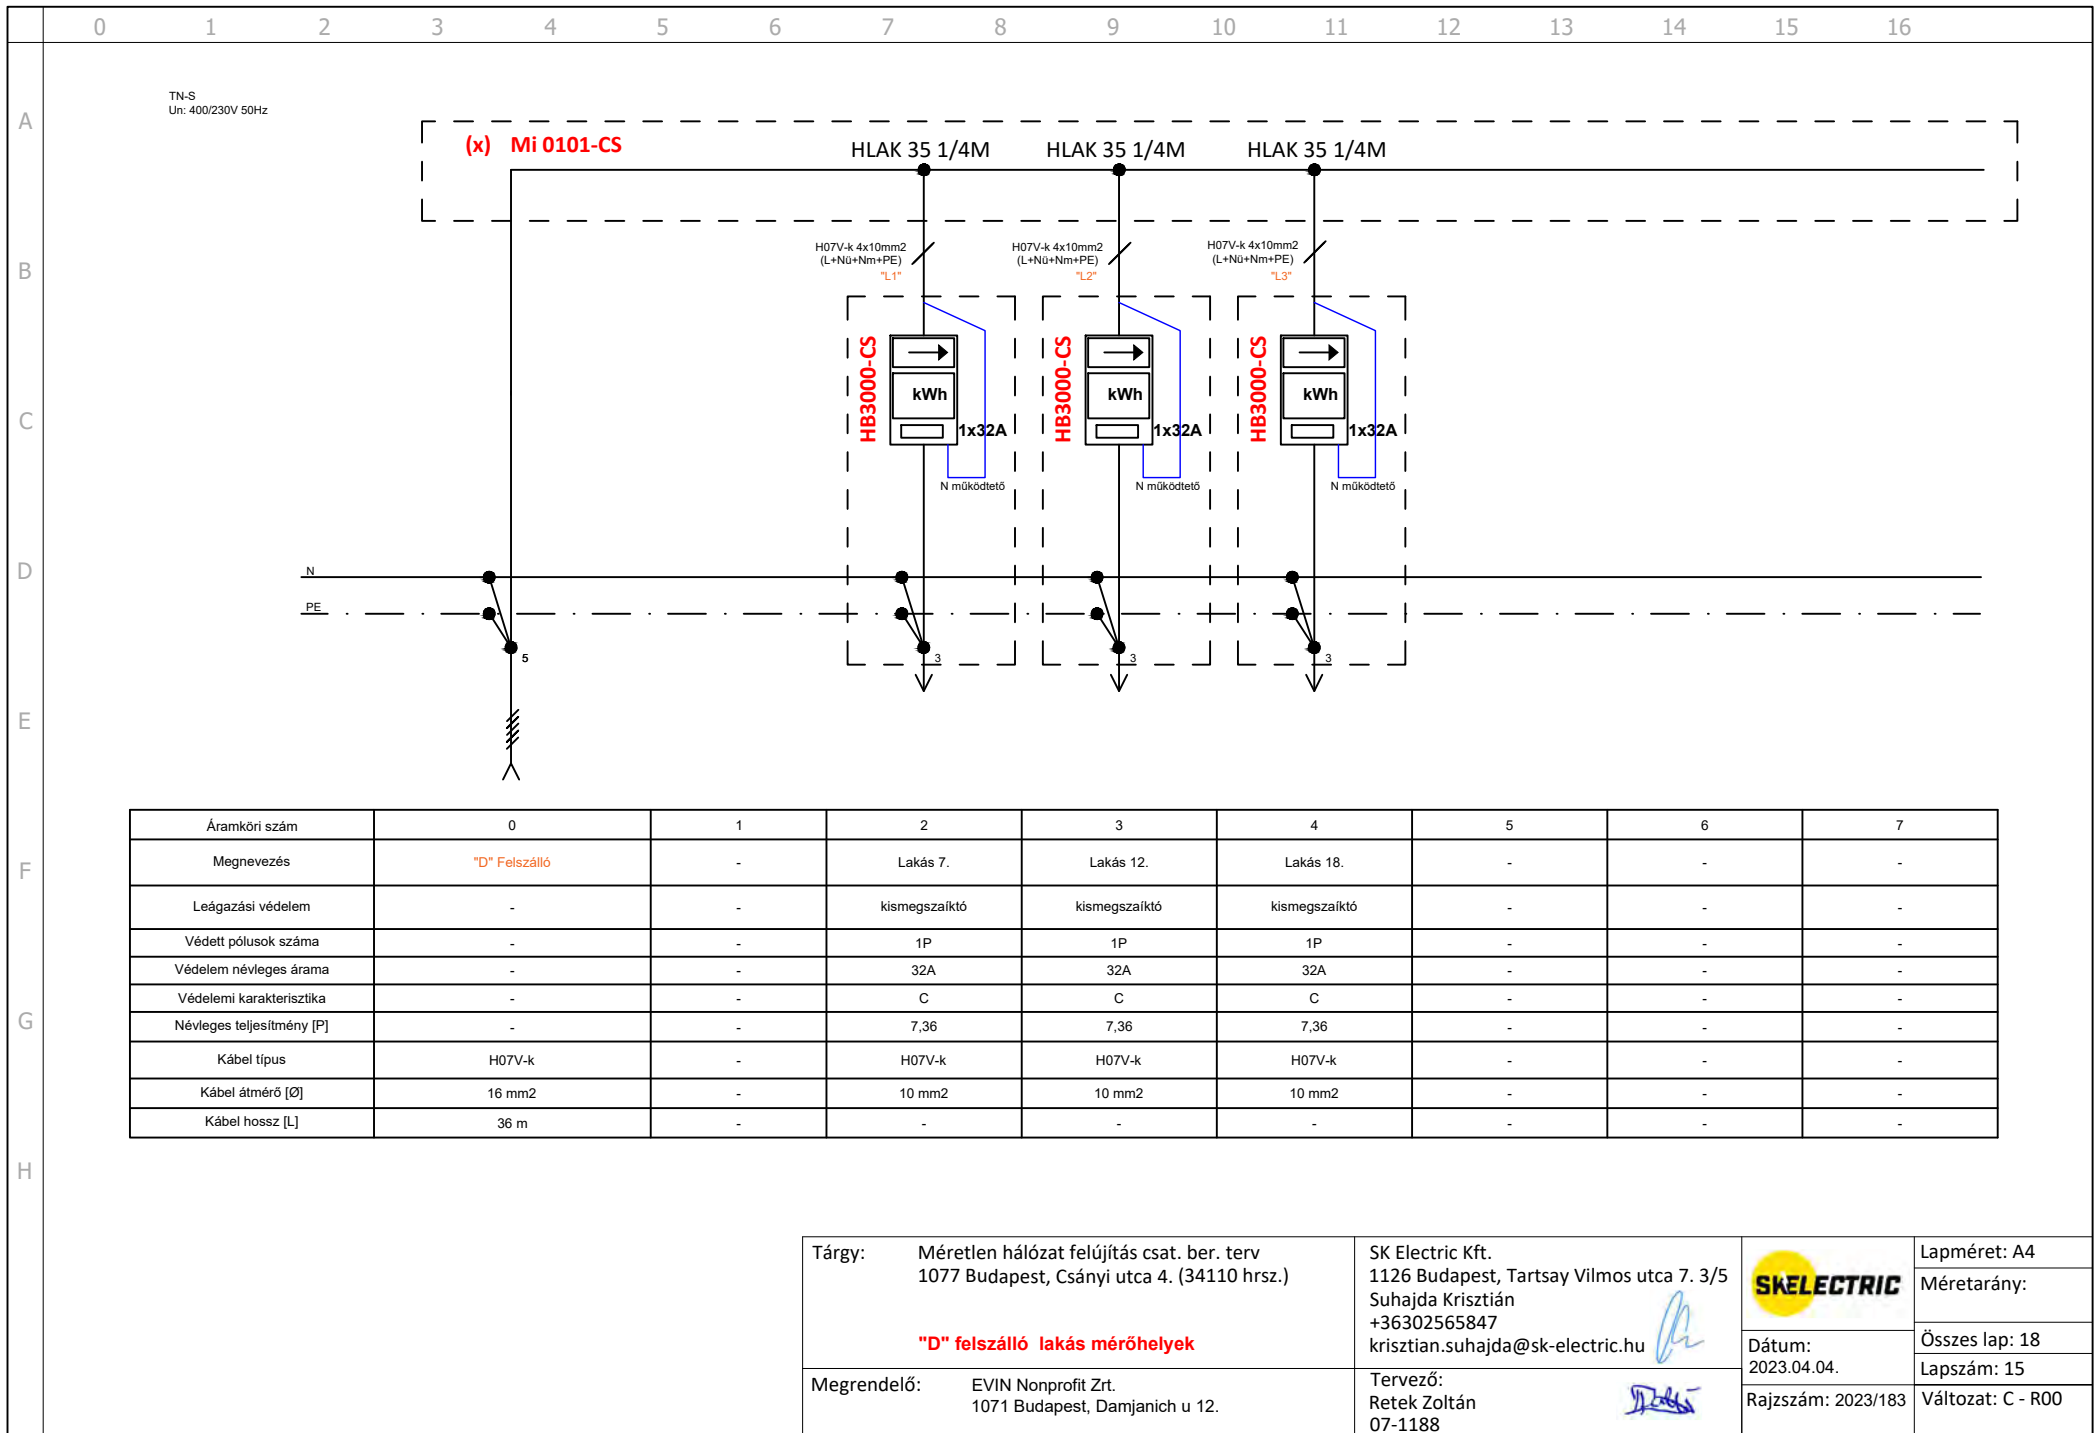 0 1 2 3 4 5 6 7 8 9 10 11 12 13 14 15 16
A
B
C
D
E
F
G
H
TN-S
Un: 400/230V 50Hz
(x) Mi 0101-CS
HLAK 35 1/4M HLAK 35 1/4M HLAK 35 1/4M
H07V-k 4x10mm2
(L+Nü+Nm+PE)
"L1"
H07V-k 4x10mm2
(L+Nü+Nm+PE)
"L2"
H07V-k 4x10mm2
(L+Nü+Nm+PE)
"L3"
HB3000-CS
kWh
1x32A
N működtető
HB3000-CS
kWh
1x32A
N működtető
HB3000-CS
kWh
1x32A
N működtető
N
PE
5 3 3 3
Áramköri szám 0 1 2 3 4 5 6 7
Megnevezés "D" Felszálló - Lakás 7. Lakás 12. Lakás 18. - - -
Leágazási védelem - - kismegszaíktó kismegszaíktó kismegszaíktó - - -
Védett pólusok száma - - 1P 1P 1P - - -
Védelem névleges árama - - 32A 32A 32A - - -
Védelemi karakterisztika - - C C C - - -
Névleges teljesítmény [P] - - 7,36 7,36 7,36 - - -
Kábel típus H07V-k - H07V-k H07V-k H07V-k - - -
Kábel átmérő [Ø] 16 mm2 - 10 mm2 10 mm2 10 mm2 - - -
Kábel hossz [L] 36 m - - - - - - -
Tárgy: Méretlen hálózat felújítás csat. ber. terv
1077 Budapest, Csányi utca 4. (34110 hrsz.)
"D" felszálló lakás mérőhelyek
Megrendelő: EVIN Nonprofit Zrt.
1071 Budapest, Damjanich u 12.
SK Electric Kft.
1126 Budapest, Tartsay Vilmos utca 7. 3/5
Suhajda Krisztián
+36302565847
krisztian.suhajda@sk-electric.hu
Tervező:
Retek Zoltán
07-1188
SKELECTRIC
Dátum:
2023.04.04.
Rajzszám: 2023/183
Lapméret: A4
Méretarány:
Összes lap: 18
Lapszám: 15
Változat: C - R00